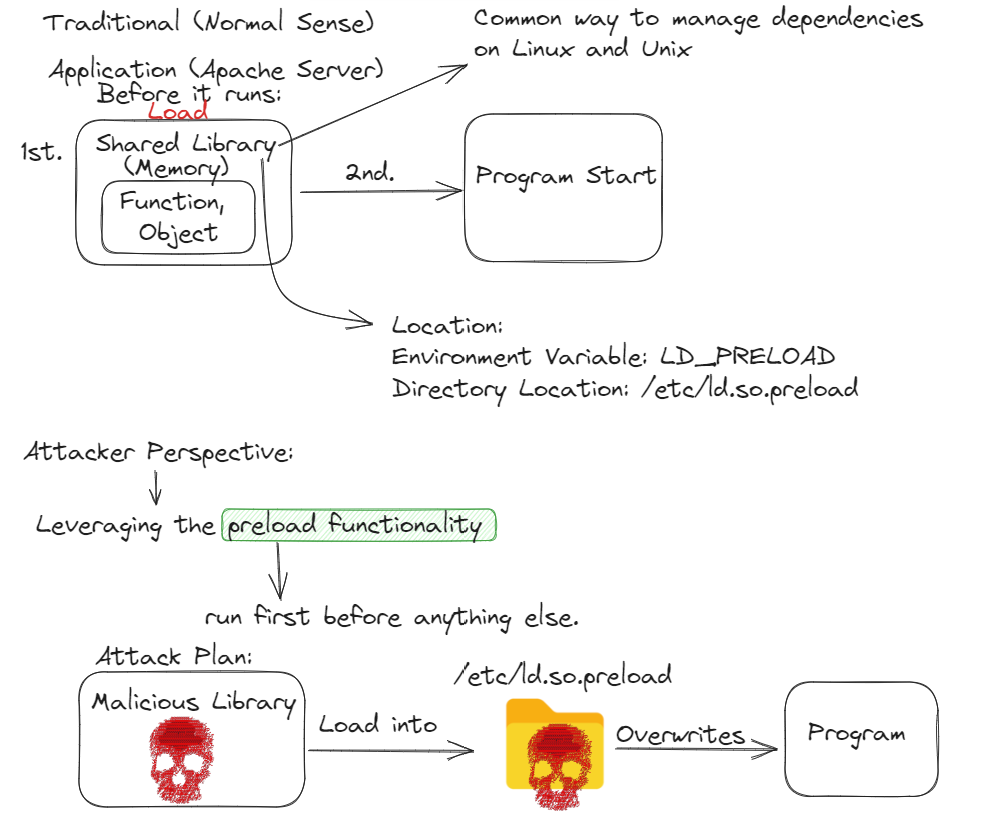 Traditional (Normal Sense)
Common way to manage dependencies
on Linux and Unix
Application (Apache Server)
Before it runs:
Load
1st.
Shared Library
(Memory)
Function,
Object
2nd.
Program Start
Location:
Environment Variable: LD_PRELOAD
Directory Location: /etc/ld.so.preload
Attacker Perspective:
Leveraging the preload functionality
run first before anything else.
Attack Plan:
Malicious Library
Load into
/etc/ld.so.preload
Overwrites
Program